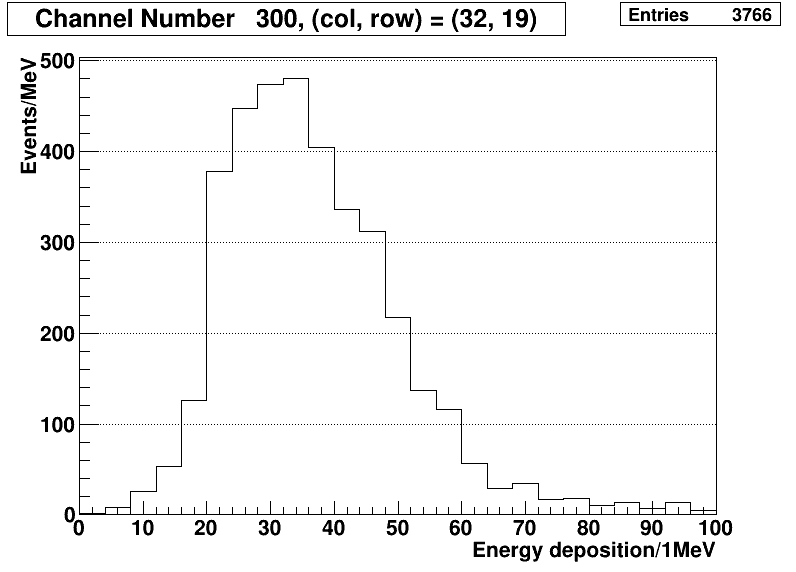 Channel Number 300, (col, row) = (32, 19)
Entries 3766
Events/MeV
500
400
300
200
100
0
0 10 20 30 40 50 60 70 80 90 100
Energy deposition/1MeV